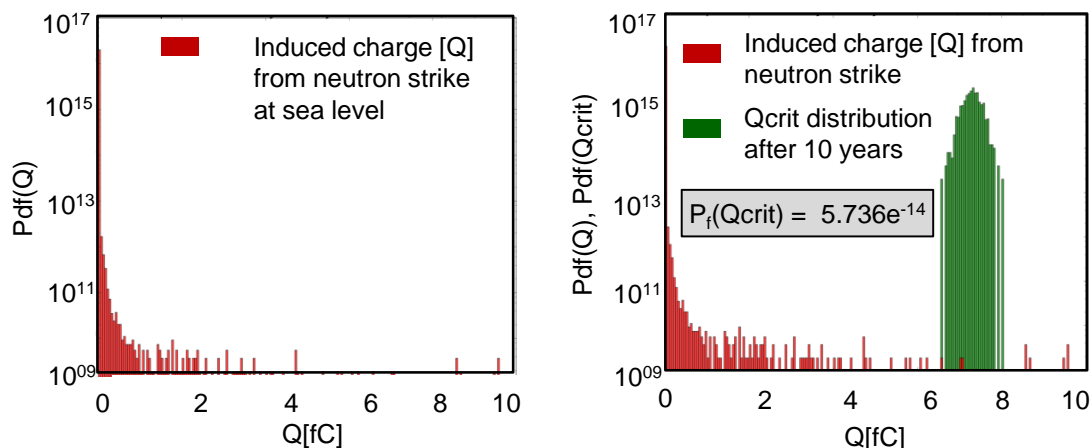 10^17
10^15
10^13
10^11
10^09
Pdf(Q)
Induced charge [Q]
from neutron strike
at sea level
0 2 4 6 8 10
Q[fC]
10^17
10^15
10^13
10^11
10^09
Pdf(Q), Pdf(Qcrit)
Induced charge [Q] from
neutron strike
Qcrit distribution
after 10 years
P_f(Qcrit) = 5.736e^-14
0 2 4 6 8 10
Q[fC]